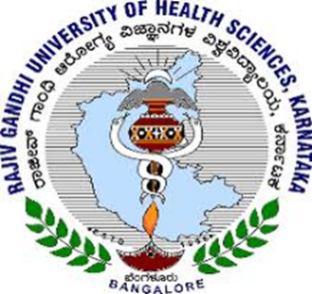 RAJIV GANDHI UNIVERSITY OF HEALTH SCIENCES, KARNATAKA
ರಾಜೀವ್ ಗಾಂಧಿ ಆರೋಗ್ಯ ವಿಜ್ಞಾನಗಳ ವಿಶ್ವವಿದ್ಯಾಲಯ, ಕರ್ನಾಟಕ
ಬೆಂಗಳೂರು
BANGALORE